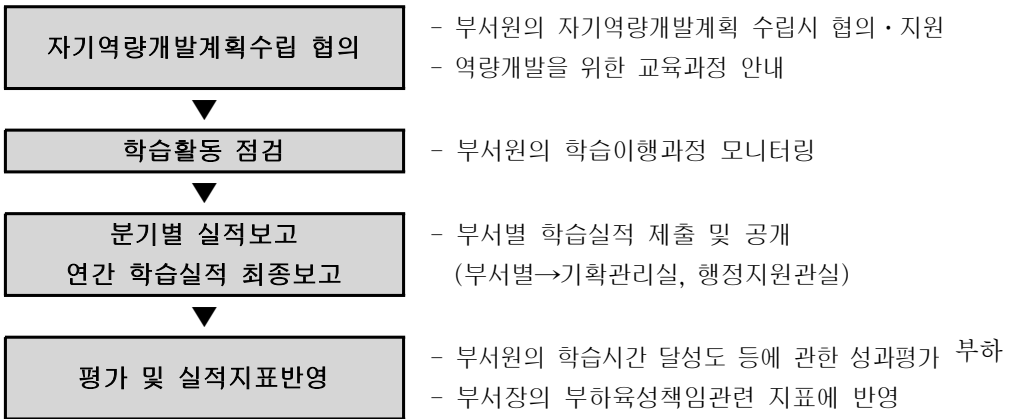 자기역량개발계획수립 협의
- 부서원의 자기역량개발계획 수립시 협의・지원
- 역량개발을 위한 교육과정 안내
▼
학습활동 점검
- 부서원의 학습이행과정 모니터링
▼
분기별 실적보고
연간 학습실적 최종보고
- 부서별 학습실적 제출 및 공개
(부서별→기획관리실, 행정지원관실)
▼
평가 및 실적지표반영
- 부서원의 학습시간 달성도 등에 관한 성과평가 부하
- 부서장의 부하육성책임관련 지표에 반영